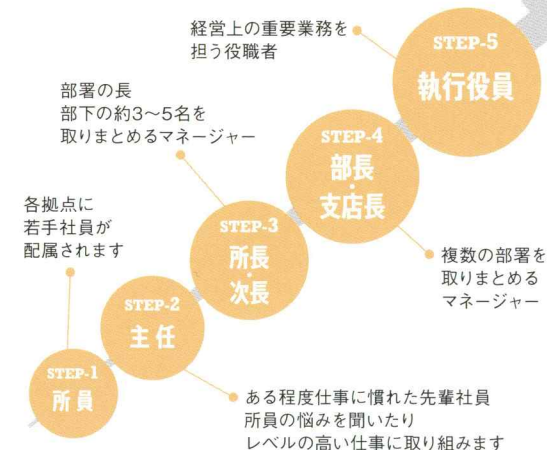 経営上の重要業務を
担う役職者
STEP-5
執行役員
部署の長
部下の約3〜5名を
取りまとめるマネージャー
STEP-4
部長
・
支店長
各拠点に
若手社員が
配属されます
STEP-3
所長
・
次長
複数の部署を
取りまとめる
マネージャー
STEP-2
主任
STEP-1
所員
ある程度仕事に慣れた先輩社員
所員の悩みを聞いたり
レベルの高い仕事に取り組みます